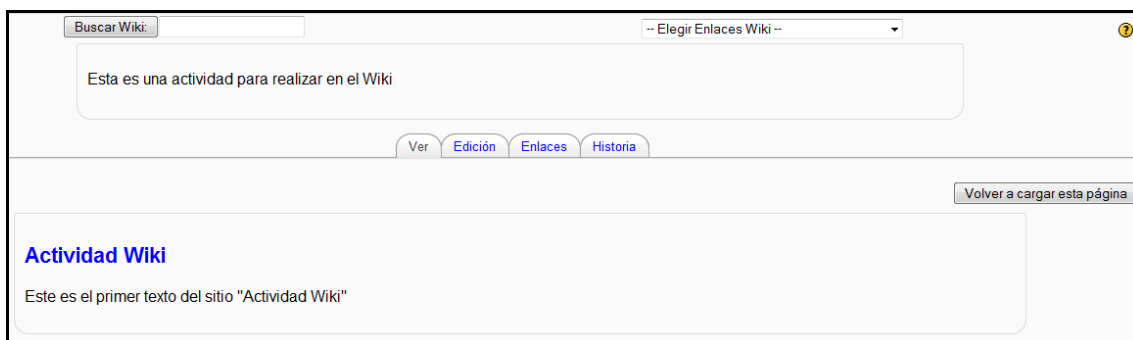 Buscar Wiki:
-- Elegir Enlaces Wiki --
?
Esta es una actividad para realizar en el Wiki
Ver Edición Enlaces Historia
Volver a cargar esta página
Actividad Wiki
Este es el primer texto del sitio "Actividad Wiki"